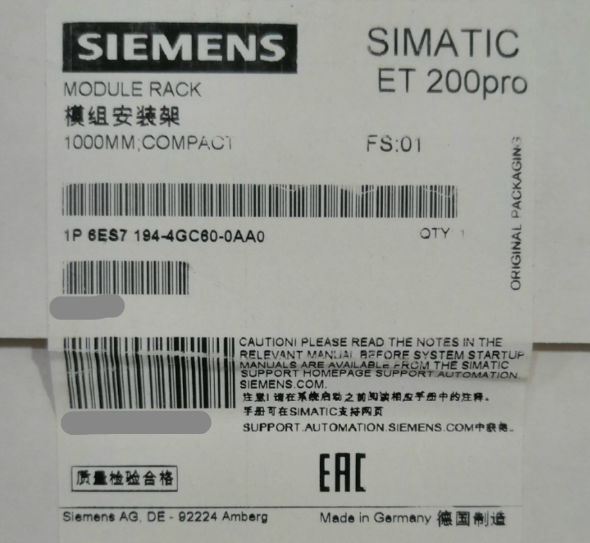 SIEMENS
SIMATIC
ET 200pro
MODULE RACK
模组安装架
1000MM;COMPACT
FS:01
ORIGINAL PACKAGING
1P 6ES7 194-4GC60-0AA0
QTY 1
CAUTION! PLEASE READ THE NOTES IN THE
RELEVANT MANUAL BEFORE SYSTEM STARTUP
MANUALS ARE AVAILABLE FROM THE SIMATIC
SUPPORT HOMEPAGE SUPPORT.AUTOMATION.
SIEMENS.COM.
注意!请在系统启动之前阅读相应手册中的注释。
手册可在SIMATIC支持网页
SUPPORT.AUTOMATION.SIEMENS.COM中获得。
质量检验合格
EAC
Siemens AG, DE - 92224 Amberg
Made in Germany 德国制造